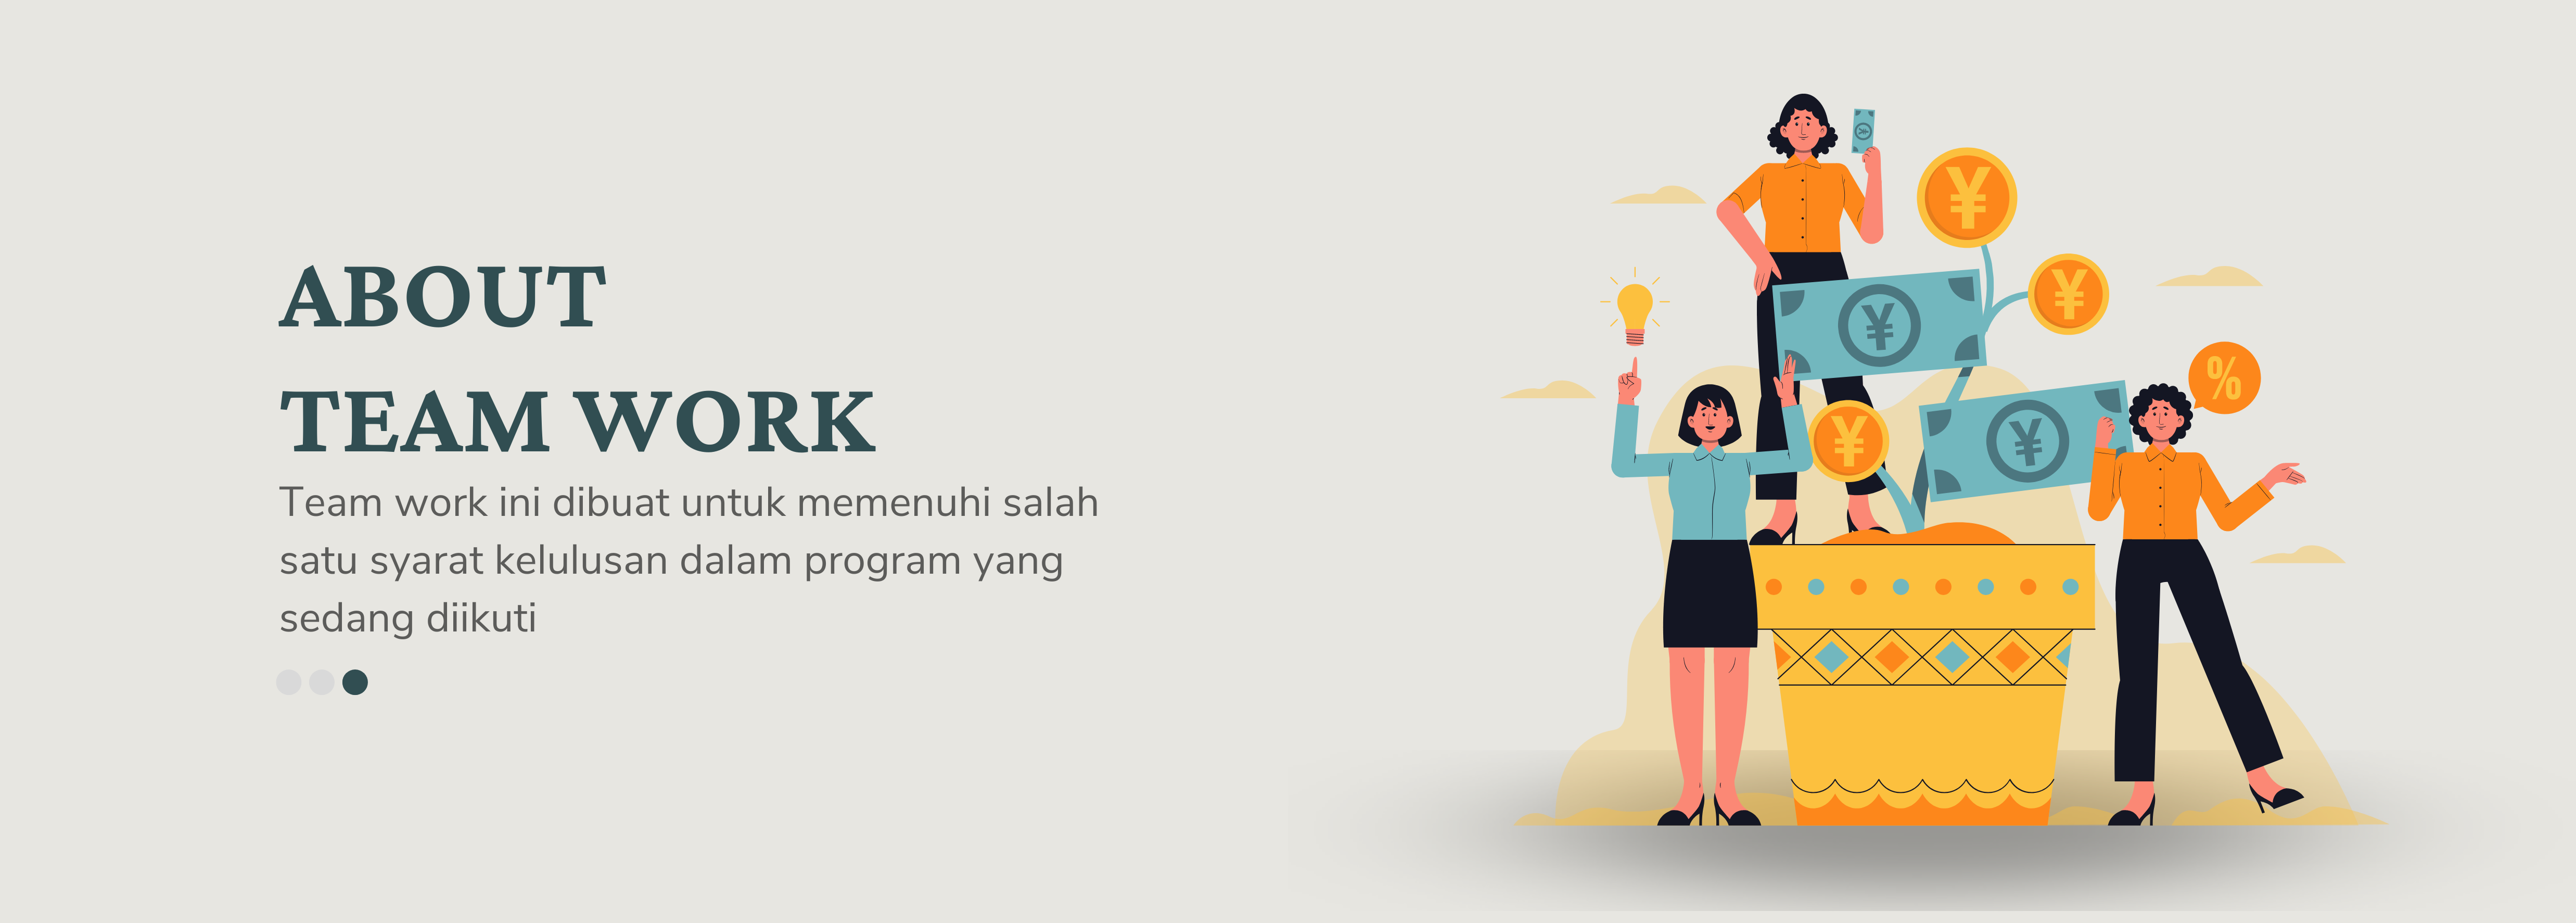 ABOUT
TEAM WORK
Team work ini dibuat untuk memenuhi salah
satu syarat kelulusan dalam program yang
sedang diikuti
¥
¥
¥
¥
%
¥
¥